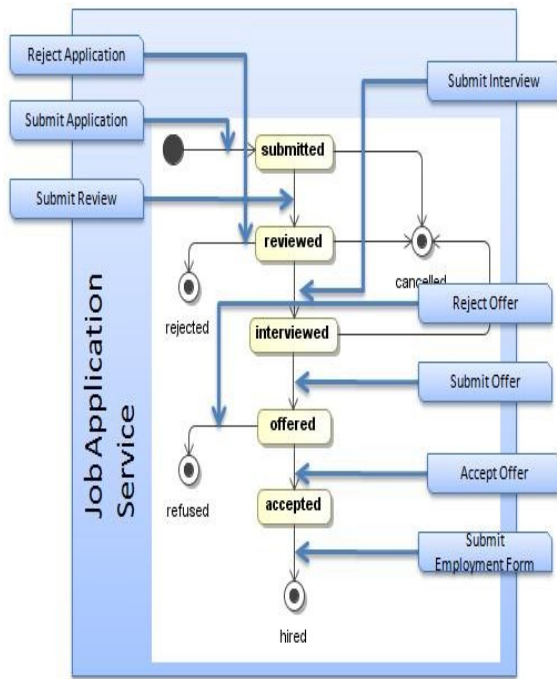 Reject Application
Submit Interview
Submit Application
submitted
Submit Review
reviewed
cancelled
rejected
Reject Offer
interviewed
Submit Offer
offered
Job Application
Service
refused
Accept Offer
accepted
Submit
Employment Form
hired